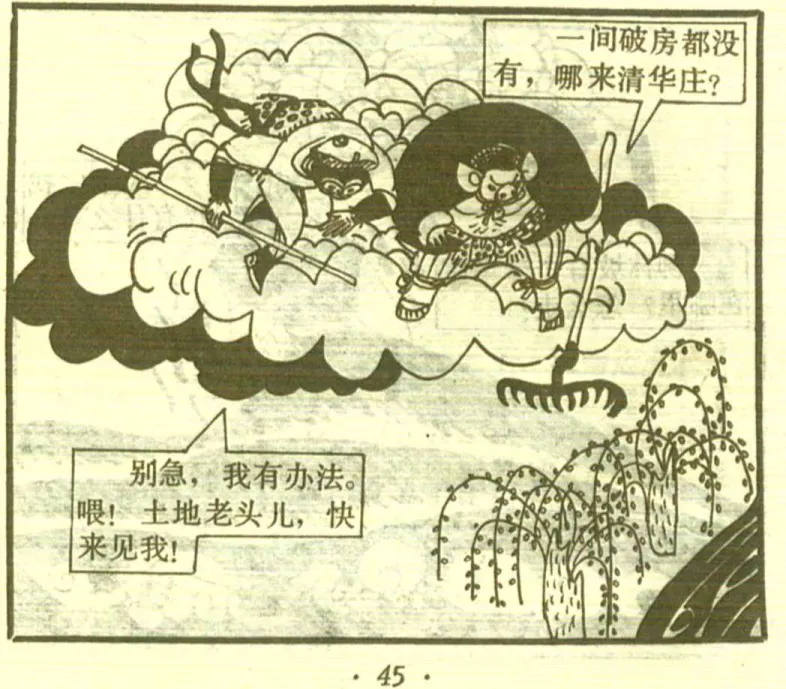 一间破房都没
有，哪来清华庄？
别急，我有办法。
喂！土地老头儿，快
来见我！
· 45 ·